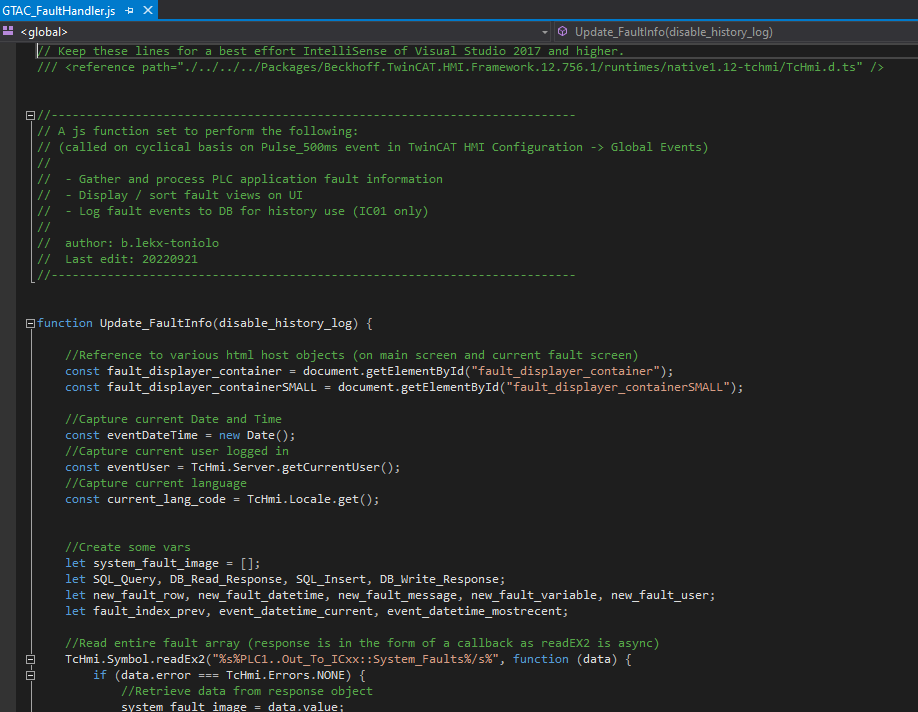 GTAC_FaultHandler.js
<global>
Update_FaultInfo(disable_history_log)
// Keep these lines for a best effort IntelliSense of Visual Studio 2017 and higher.
/// <reference path="./../../../Packages/Beckhoff.TwinCAT.HMI.Framework.12.756.1/runtimes/native1.12-tchmi/TcHmi.d.ts" />
//---------------------------------------------------------------------------
// A js function set to perform the following:
// (called on cyclical basis on Pulse_500ms event in TwinCAT HMI Configuration -> Global Events)
//
//  - Gather and process PLC application fault information
//  - Display / sort fault views on UI
//  - Log fault events to DB for history use (IC01 only)
//
//  author: b.lekx-toniolo
//  Last edit: 20220921
//---------------------------------------------------------------------------
function Update_FaultInfo(disable_history_log) {
//Reference to various html host objects (on main screen and current fault screen)
const fault_displayer_container = document.getElementById("fault_displayer_container");
const fault_displayer_containerSMALL = document.getElementById("fault_displayer_containerSMALL");
//Capture current Date and Time
const eventDateTime = new Date();
//Capture current user logged in
const eventUser = TcHmi.Server.getCurrentUser();
//Capture current language
const current_lang_code = TcHmi.Locale.get();
//Create some vars
let system_fault_image = [];
let SQL_Query, DB_Read_Response, SQL_Insert, DB_Write_Response;
let new_fault_row, new_fault_datetime, new_fault_message, new_fault_variable, new_fault_user;
let fault_index_prev, event_datetime_current, event_datetime_mostrecent;
//Read entire fault array (response is in the form of a callback as readEX2 is async)
TcHmi.Symbol.readEx2("%s%PLC1..Out_To_ICxx::System_Faults%/s%", function (data) {
if (data.error === TcHmi.Errors.NONE) {
//Retrieve data from response object
system_fault_image = data.value;